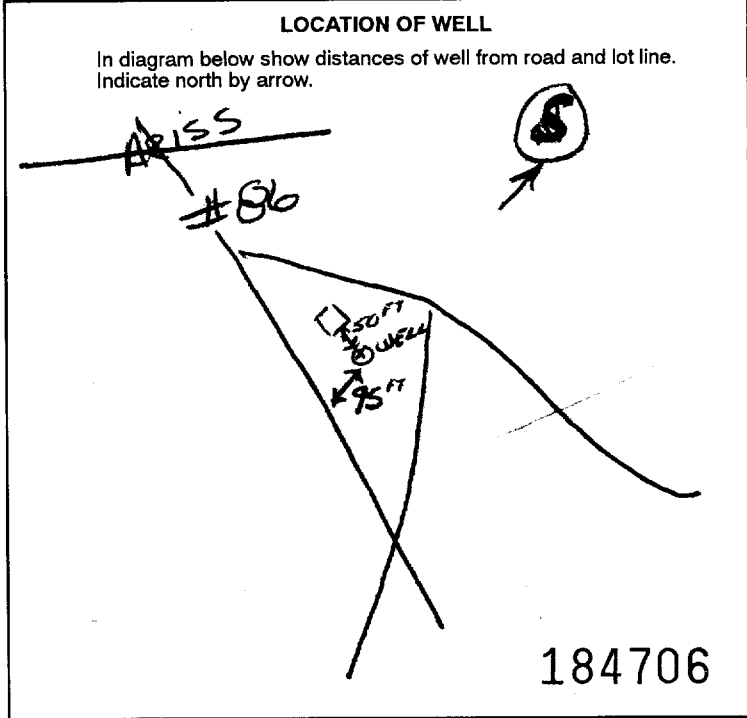 LOCATION OF WELL
In diagram below show distances of well from road and lot line.
Indicate north by arrow.
Ariss
S
#86
50 FT
WELL
95 FT
184706